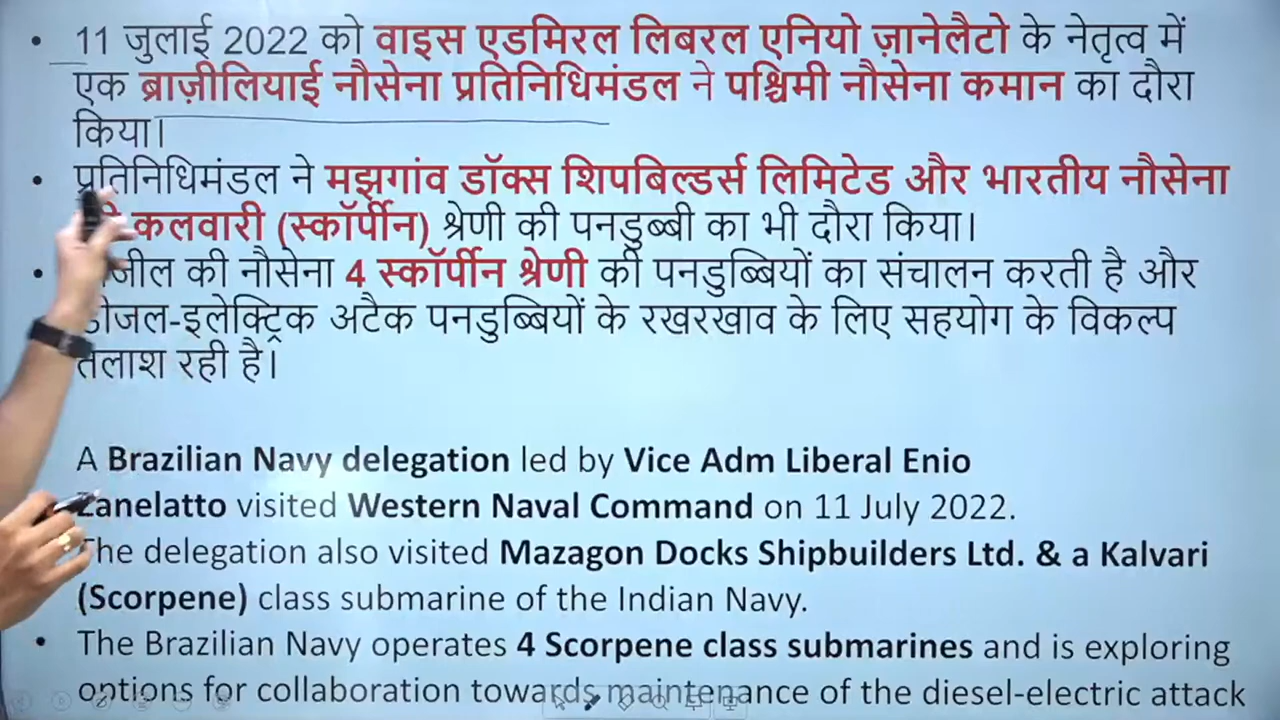 • 11 जुलाई 2022 को वाइस एडमिरल लिबरल एनियो ज़ानेलैटो के नेतृत्व में
एक ब्राज़ीलियाई नौसेना प्रतिनिधिमंडल ने पश्चिमी नौसेना कमान का दौरा
किया।
• प्रतिनिधिमंडल ने मझगांव डॉक्स शिपबिल्डर्स लिमिटेड और भारतीय नौसेना
कलवारी (स्कॉर्पीन) श्रेणी की पनडुब्बी का भी दौरा किया।
• की नौसेना 4 स्कॉर्पीन श्रेणी की पनडुब्बियों का संचालन करती है और
डीजल-इलेक्ट्रिक अटैक पनडुब्बियों के रखरखाव के लिए सहयोग के विकल्प
तलाश रही है।
A Brazilian Navy delegation led by Vice Adm Liberal Enio
Zanelatto visited Western Naval Command on 11 July 2022.
The delegation also visited Mazagon Docks Shipbuilders Ltd. & a Kalvari
(Scorpene) class submarine of the Indian Navy.
• The Brazilian Navy operates 4 Scorpene class submarines and is exploring
options for collaboration towards maintenance of the diesel-electric attack